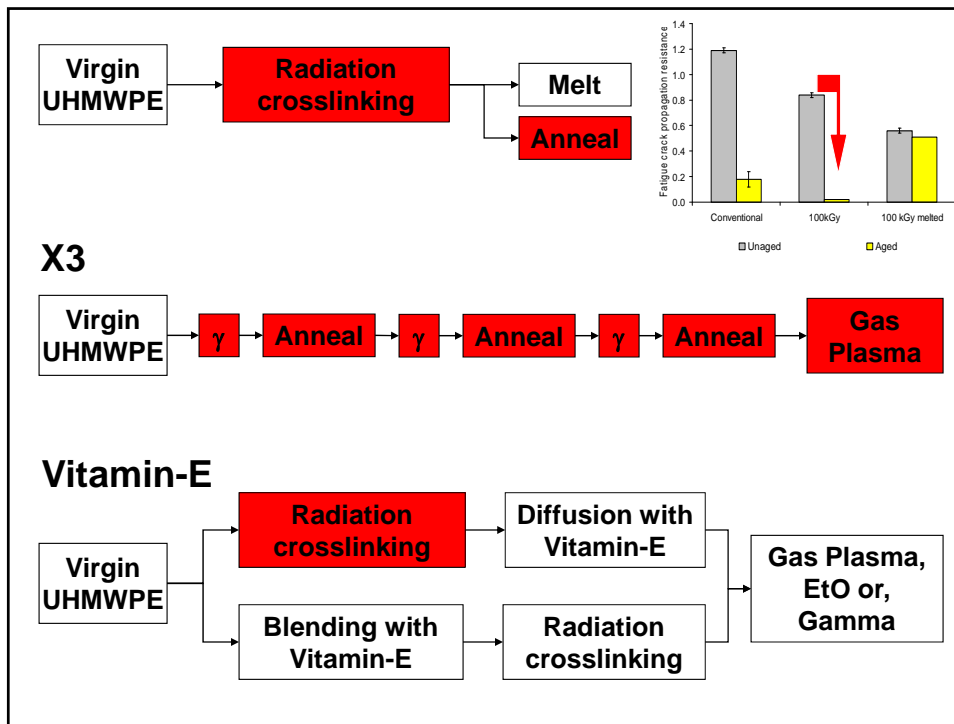 Virgin
UHMWPE
Radiation
crosslinking
Melt
Anneal
Fatigue crack propagation resistance
1.4
1.2
1.0
0.8
0.6
0.4
0.2
0.0
Conventional
100kGy
100 kGy melted
Unaged
Aged
X3
Virgin
UHMWPE
γ
Anneal
γ
Anneal
γ
Anneal
Gas
Plasma
Vitamin-E
Virgin
UHMWPE
Radiation
crosslinking
Diffusion with
Vitamin-E
Blending with
Vitamin-E
Radiation
crosslinking
Gas Plasma,
EtO or,
Gamma